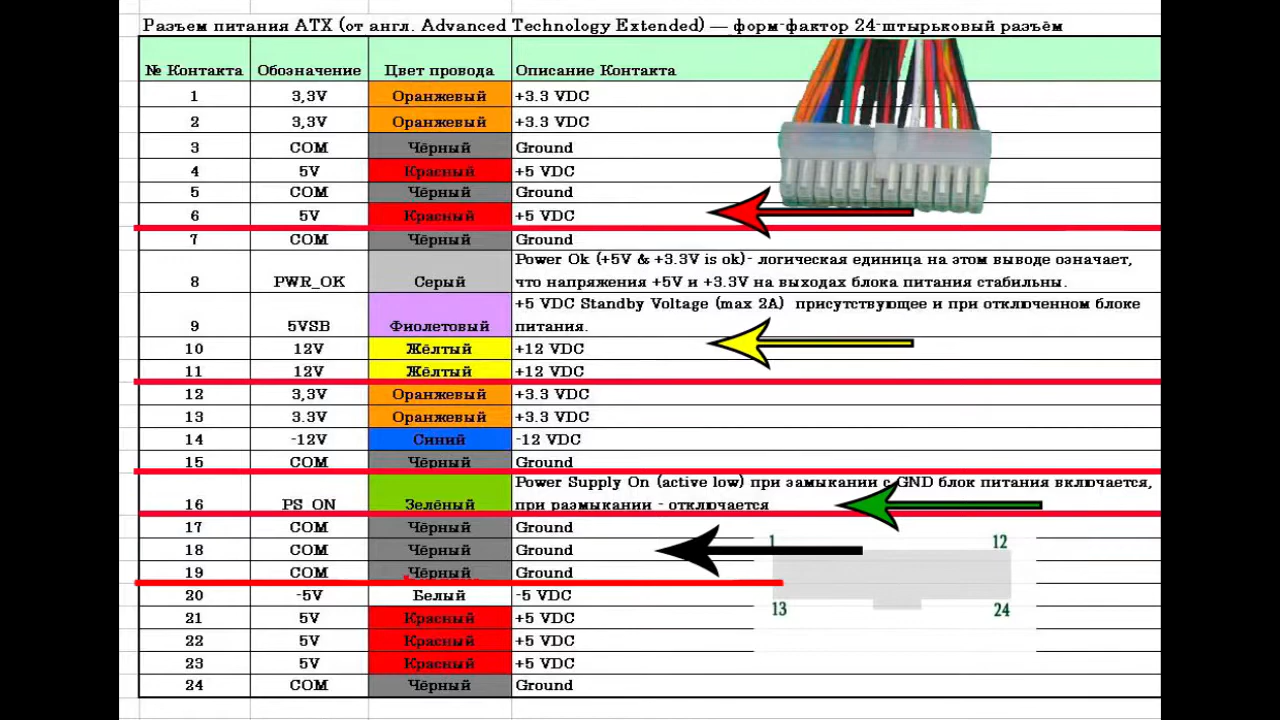 Разъем питания ATX (от англ. Advanced Technology Extended) — форм-фактор 24-штырьковый разъём
№ Контакта Обозначение Цвет провода Описание Контакта
1 3,3V Оранжевый +3.3 VDC
2 3,3V Оранжевый +3.3 VDC
3 COM Чёрный Ground
4 5V Красный +5 VDC
5 COM Чёрный Ground
6 5V Красный +5 VDC
7 COM Чёрный Ground
8 PWR_OK Серый Power Ok (+5V & +3.3V is ok)- логическая единица на этом выводе означает,
что напряжения +5V и +3.3V на выходах блока питания стабильны.
9 5VSB Фиолетовый +5 VDC Standby Voltage (max 2A) присутствующее и при отключенном блоке
питания.
10 12V Жёлтый +12 VDC
11 12V Жёлтый +12 VDC
12 3,3V Оранжевый +3.3 VDC
13 3.3V Оранжевый +3.3 VDC
14 -12V Синий -12 VDC
15 COM Чёрный Ground
16 PS_ON Зелёный Power Supply On (active low) при замыкании с GND блок питания включается,
при размыкании - отключается
17 COM Чёрный Ground
18 COM Чёрный Ground
19 COM Чёрный Ground
20 -5V Белый -5 VDC
21 5V Красный +5 VDC
22 5V Красный +5 VDC
23 5V Красный +5 VDC
24 COM Чёрный Ground
1 12
13 24